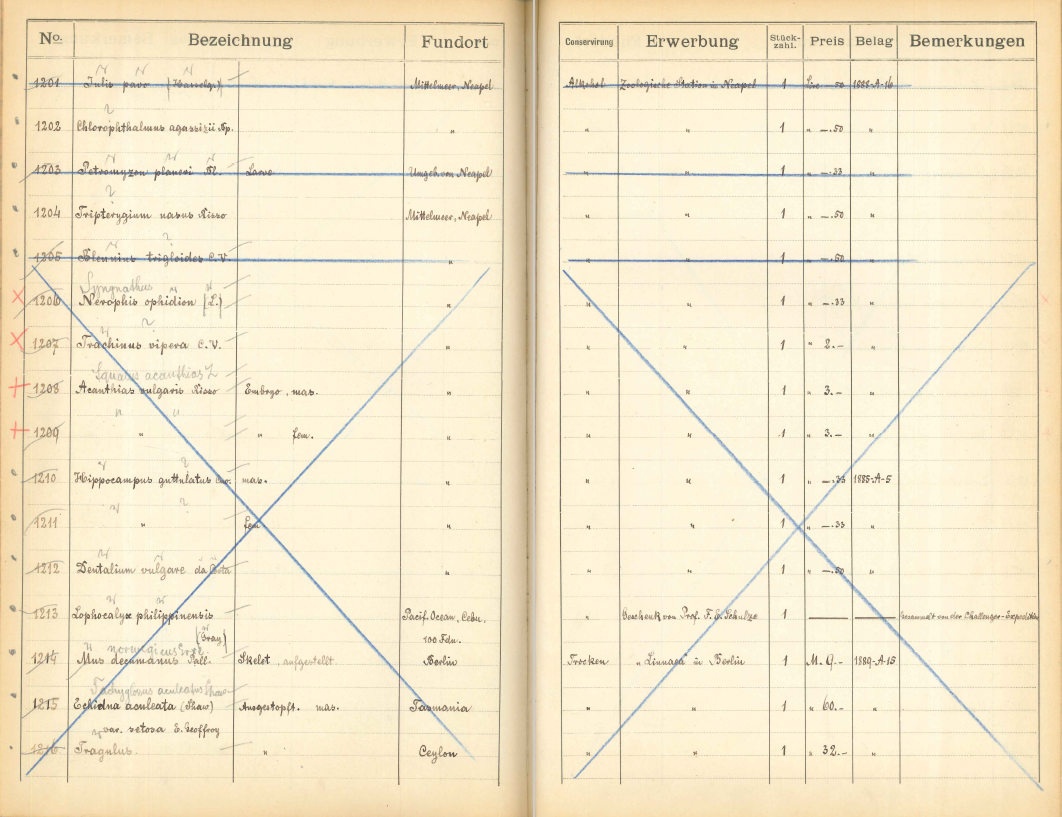 No. Bezeichnung Fundort Conservirung Erwerbung Stück-zahl. Preis Belag Bemerkungen
1201 Julis pavo (Hasselq.) Mittelmeer, Neapel Alkohol Zoologische Station in Neapel 1 Lire -.50 1888-A-16
1202 Chlorophthalmus agassizii Bp. " " " 1 " -.50 "
1203 Petromyzon planeri Bl. Larve Umgeb. von Neapel " " 1 " -.33 "
1204 Tripterygium nasus Risso Mittelmeer, Neapel " " 1 " -.50 "
1205 Blennius trigloides C.V. " " " 1 " -.50 "
Syngnathus
1206 Nerophis ophidion (L.) " " " 1 " -.33 "
1207 Trachinus vipera C.V. " " " 1 " 2.- "
Squalus acanthias L
1208 Acanthias vulgaris Risso Embryo, mas. " " " 1 " 3.- "
1209 " " fem. " " " 1 " 3.- "
1210 Hippocampus guttulatus Cuv. mas. " " " 1 " -.33 1885-A-5
1211 " fem. " " " 1 " -.33 "
1212 Dentalium vulgare da Costa " " " 1 " -.50 "
1213 Lophocalyx philippinensis Pacif. Ocean, Cebu, " Geschenk von Prof. F. E. Schulze 1 Gesammelt von der Challenger-Expedition
(Gray) 100 Fdn.
norwegicus Erxl.
1214 Mus decumanus Pall. Skelet, aufgestellt. Berlin Trocken " Linnaea" in Berlin 1 M. 9.- 1889-A-15
Tachyglossus aculeatus Shaw
1215 Echidna aculeata (Shaw) Ausgestopft. mas. Tasmania " " 1 " 60.- "
var. setosa E. Geoffroy
1216 Tragulus. " Ceylon " " 1 " 32.- "